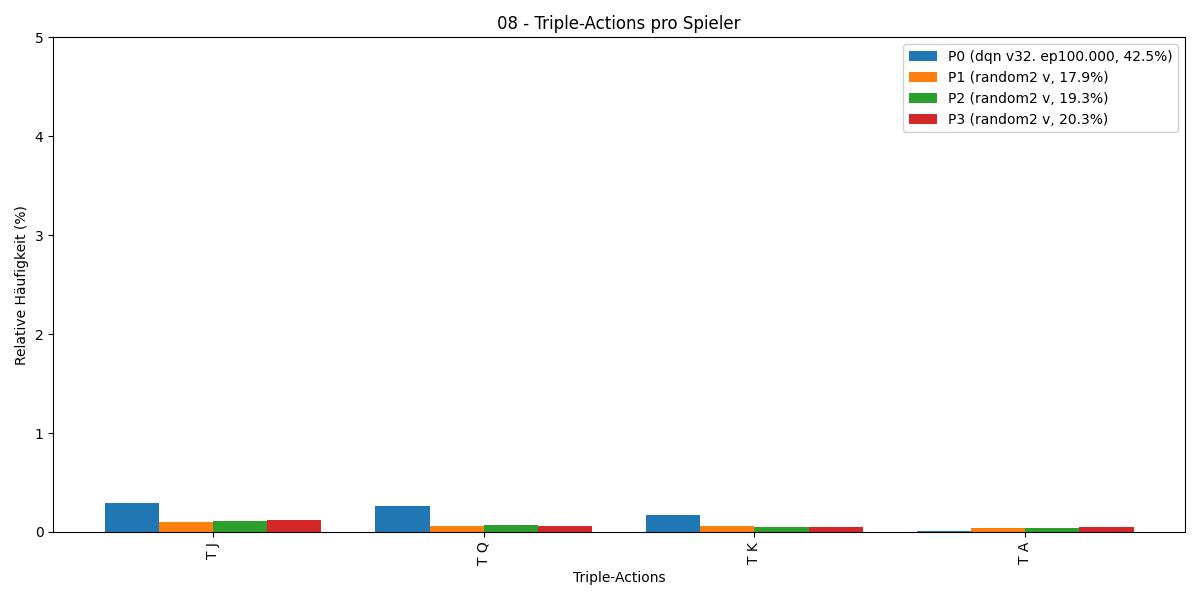 08 - Triple-Actions pro Spieler
P0 (dqn v32. ep100.000, 42.5%)
P1 (random2 v, 17.9%)
P2 (random2 v, 19.3%)
P3 (random2 v, 20.3%)
Relative Häufigkeit (%)
5
4
3
2
1
0
T J
T Q
T K
T A
Triple-Actions